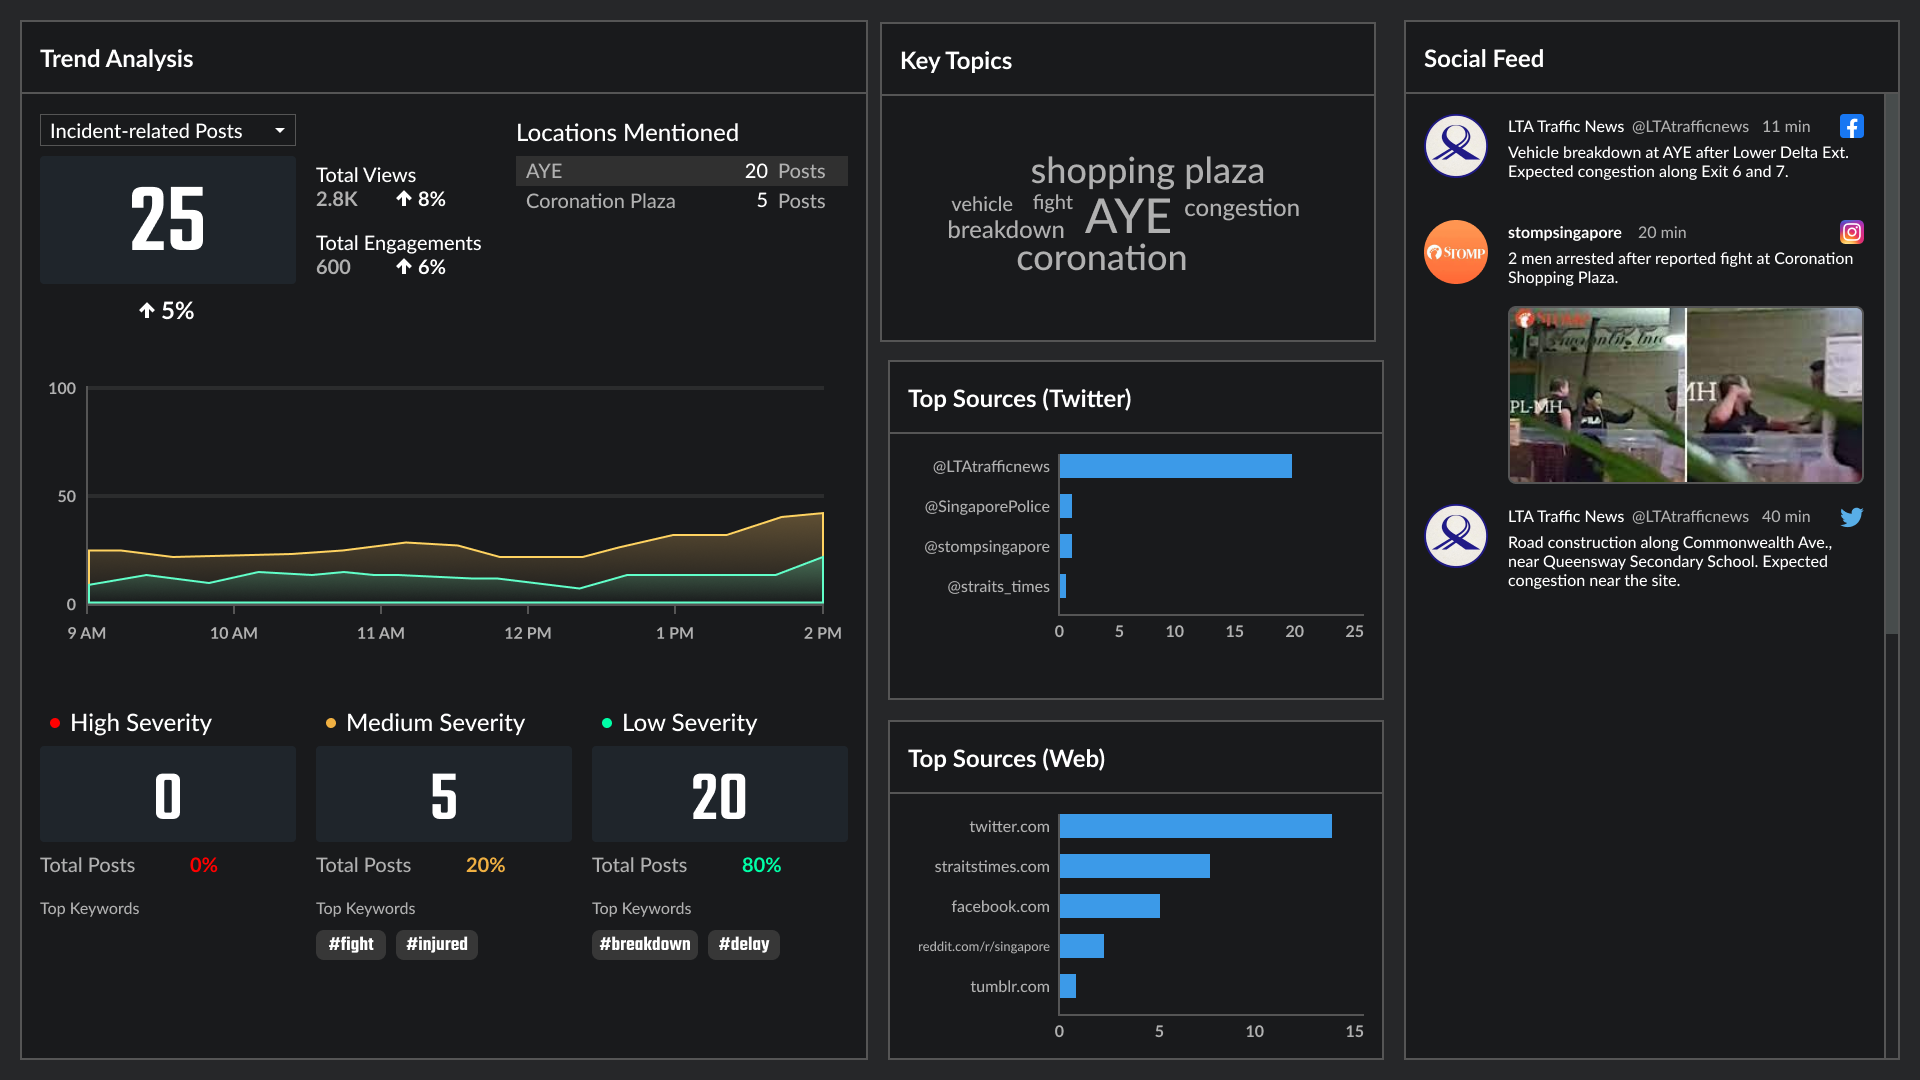 Trend Analysis
Incident-related Posts
25
5%
Total Views
2.8K 8%
Total Engagements
600 6%
Locations Mentioned
AYE 20 Posts
Coronation Plaza 5 Posts
100
50
0
9 AM 10 AM 11 AM 12 PM 1 PM 2 PM
High Severity
0
Total Posts 0%
Top Keywords
Medium Severity
5
Total Posts 20%
Top Keywords
#fight #injured
Low Severity
20
Total Posts 80%
Top Keywords
#breakdown #delay
Key Topics
shopping plaza
vehicle fight AYE congestion
breakdown
coronation
Top Sources (Twitter)
@LTAtrafficnews
@SingaporePolice
@stompsingapore
@straits_times
0 5 10 15 20 25
Top Sources (Web)
twitter.com
straitstimes.com
facebook.com
reddit.com/r/singapore
tumblr.com
0 5 10 15
Social Feed
LTA Traffic News @LTAtrafficnews 11 min
Vehicle breakdown at AYE after Lower Delta Ext.
Expected congestion along Exit 6 and 7.
STOMP
stompsingapore 20 min
2 men arrested after reported fight at Coronation
Shopping Plaza.
Stomp
PL-MH
MH
FILA
LTA Traffic News @LTAtrafficnews 40 min
Road construction along Commonwealth Ave.,
near Queensway Secondary School. Expected
congestion near the site.